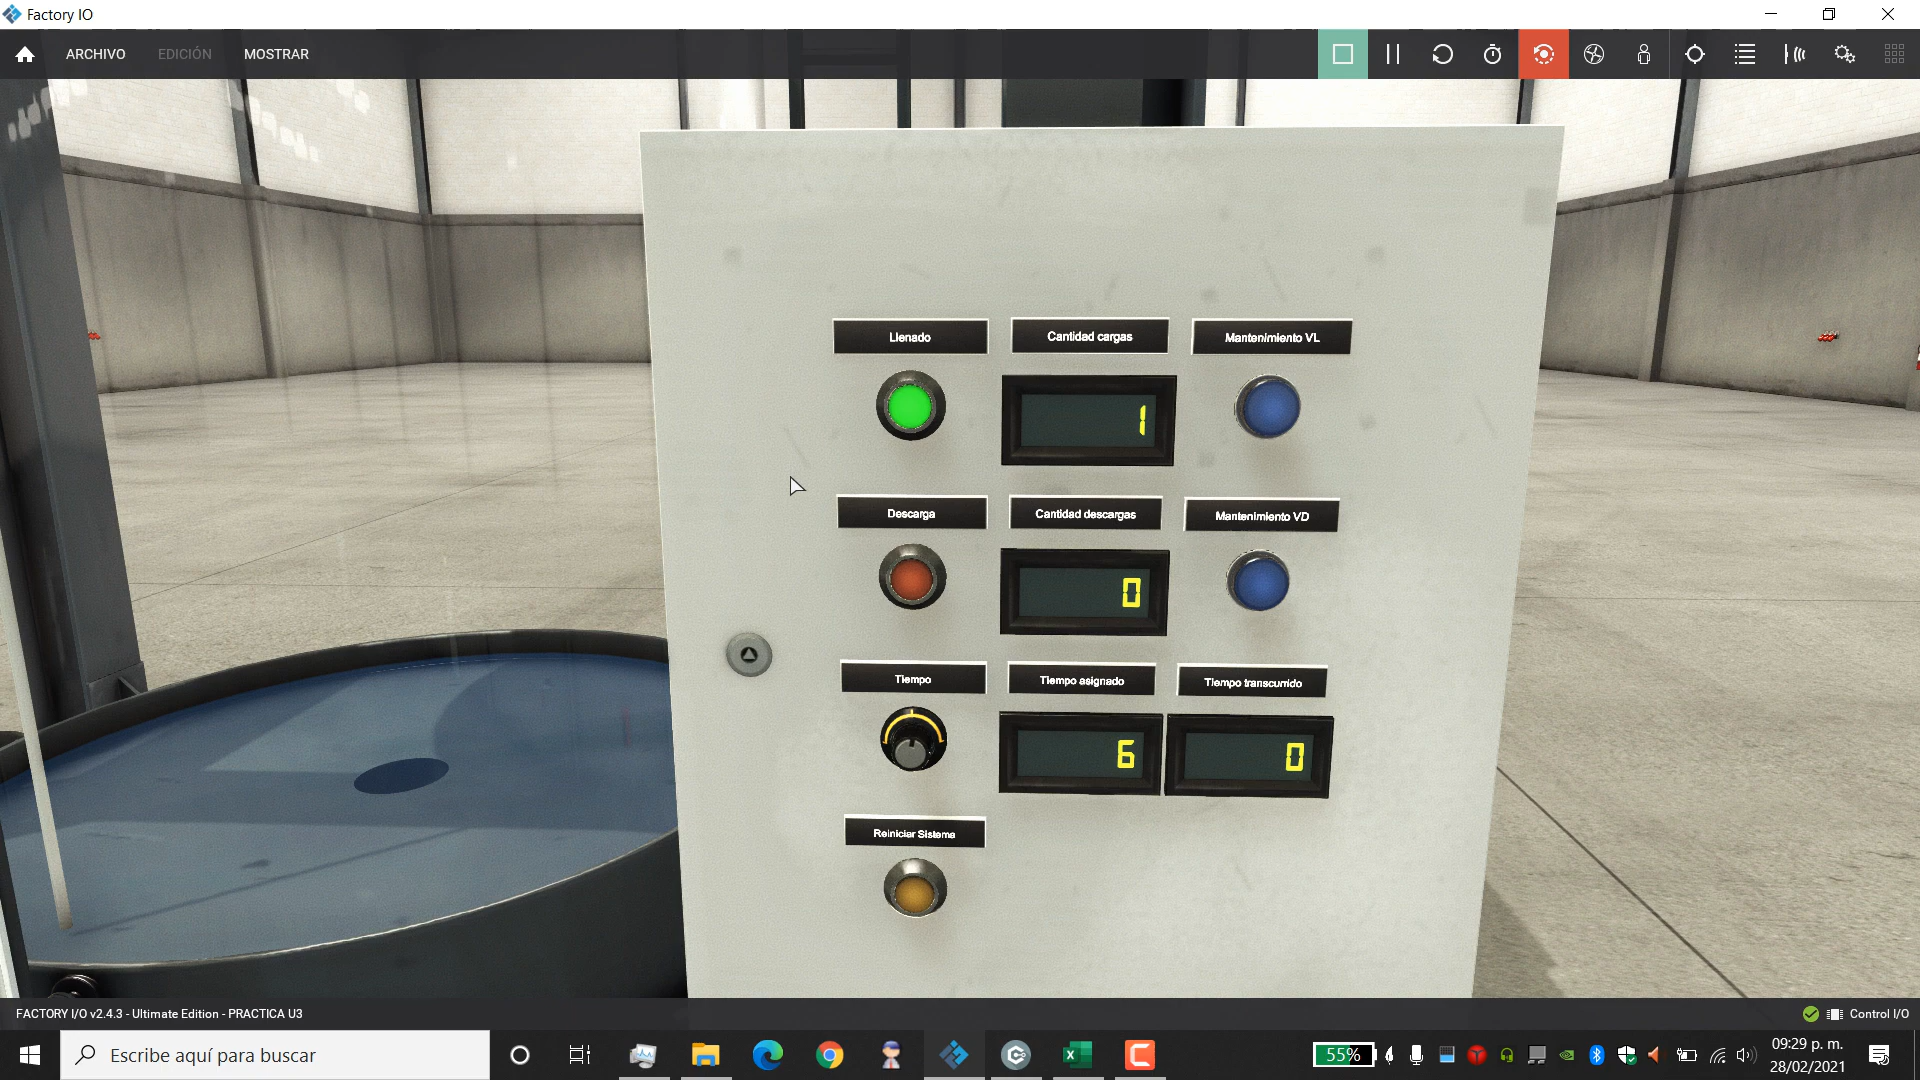 Factory IO
ARCHIVO EDICIÓN MOSTRAR
Llenado Cantidad cargas Mantenimiento VL
1
Descarga Cantidad descargas Mantenimiento VD
0
Tiempo Tiempo asignado Tiempo transcurrido
6 0
Reiniciar Sistema
FACTORY I/O v2.4.3 - Ultimate Edition - PRACTICA U3
Control I/O
Escribe aquí para buscar
55%
09:29 p. m.
28/02/2021